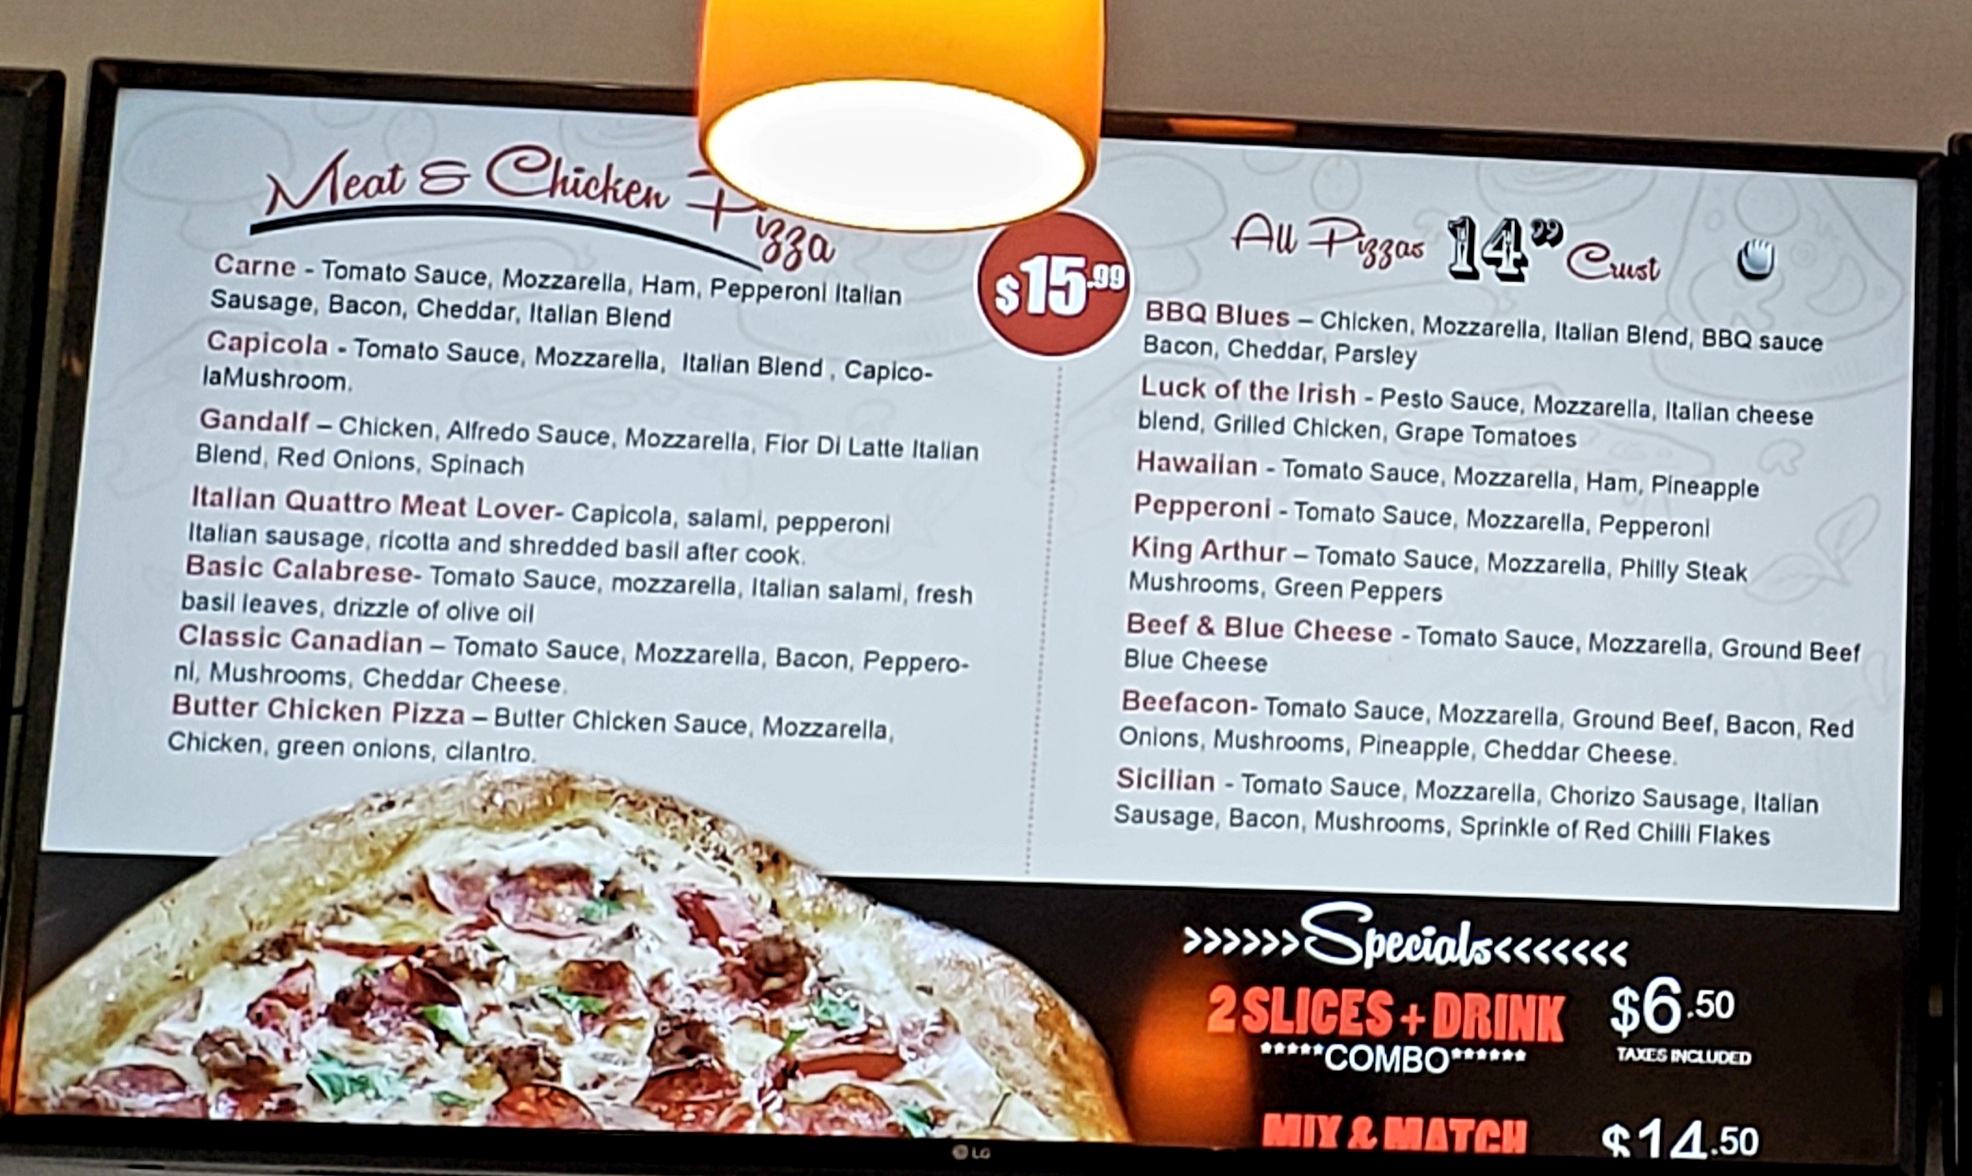 Meat & Chicken Pizza
Carne - Tomato Sauce, Mozzarella, Ham, Pepperoni Italian
Sausage, Bacon, Cheddar, Italian Blend
Capicola - Tomato Sauce, Mozzarella, Italian Blend , Capico-
laMushroom.
Gandalf – Chicken, Alfredo Sauce, Mozzarella, Fior Di Latte Italian
Blend, Red Onions, Spinach
Italian Quattro Meat Lover- Capicola, salami, pepperoni
Italian sausage, ricotta and shredded basil after cook.
Basic Calabrese- Tomato Sauce, mozzarella, Italian salami, fresh
basil leaves, drizzle of olive oil
Classic Canadian – Tomato Sauce, Mozzarella, Bacon, Peppero-
ni, Mushrooms, Cheddar Cheese.
Butter Chicken Pizza – Butter Chicken Sauce, Mozzarella,
Chicken, green onions, cilantro.
$15.99
All Pizzas 14” Crust
BBQ Blues – Chicken, Mozzarella, Italian Blend, BBQ sauce
Bacon, Cheddar, Parsley
Luck of the Irish - Pesto Sauce, Mozzarella, Italian cheese
blend, Grilled Chicken, Grape Tomatoes
Hawaiian - Tomato Sauce, Mozzarella, Ham, Pineapple
Pepperoni - Tomato Sauce, Mozzarella, Pepperoni
King Arthur – Tomato Sauce, Mozzarella, Philly Steak
Mushrooms, Green Peppers
Beef & Blue Cheese - Tomato Sauce, Mozzarella, Ground Beef
Blue Cheese
Beefacon- Tomato Sauce, Mozzarella, Ground Beef, Bacon, Red
Onions, Mushrooms, Pineapple, Cheddar Cheese.
Sicilian - Tomato Sauce, Mozzarella, Chorizo Sausage, Italian
Sausage, Bacon, Mushrooms, Sprinkle of Red Chilli Flakes
>>>>>>Specials<<<<<<<
2 SLICES + DRINK $6.50
*****COMBO****** TAXES INCLUDED
MIX & MATCH $14.50
LG